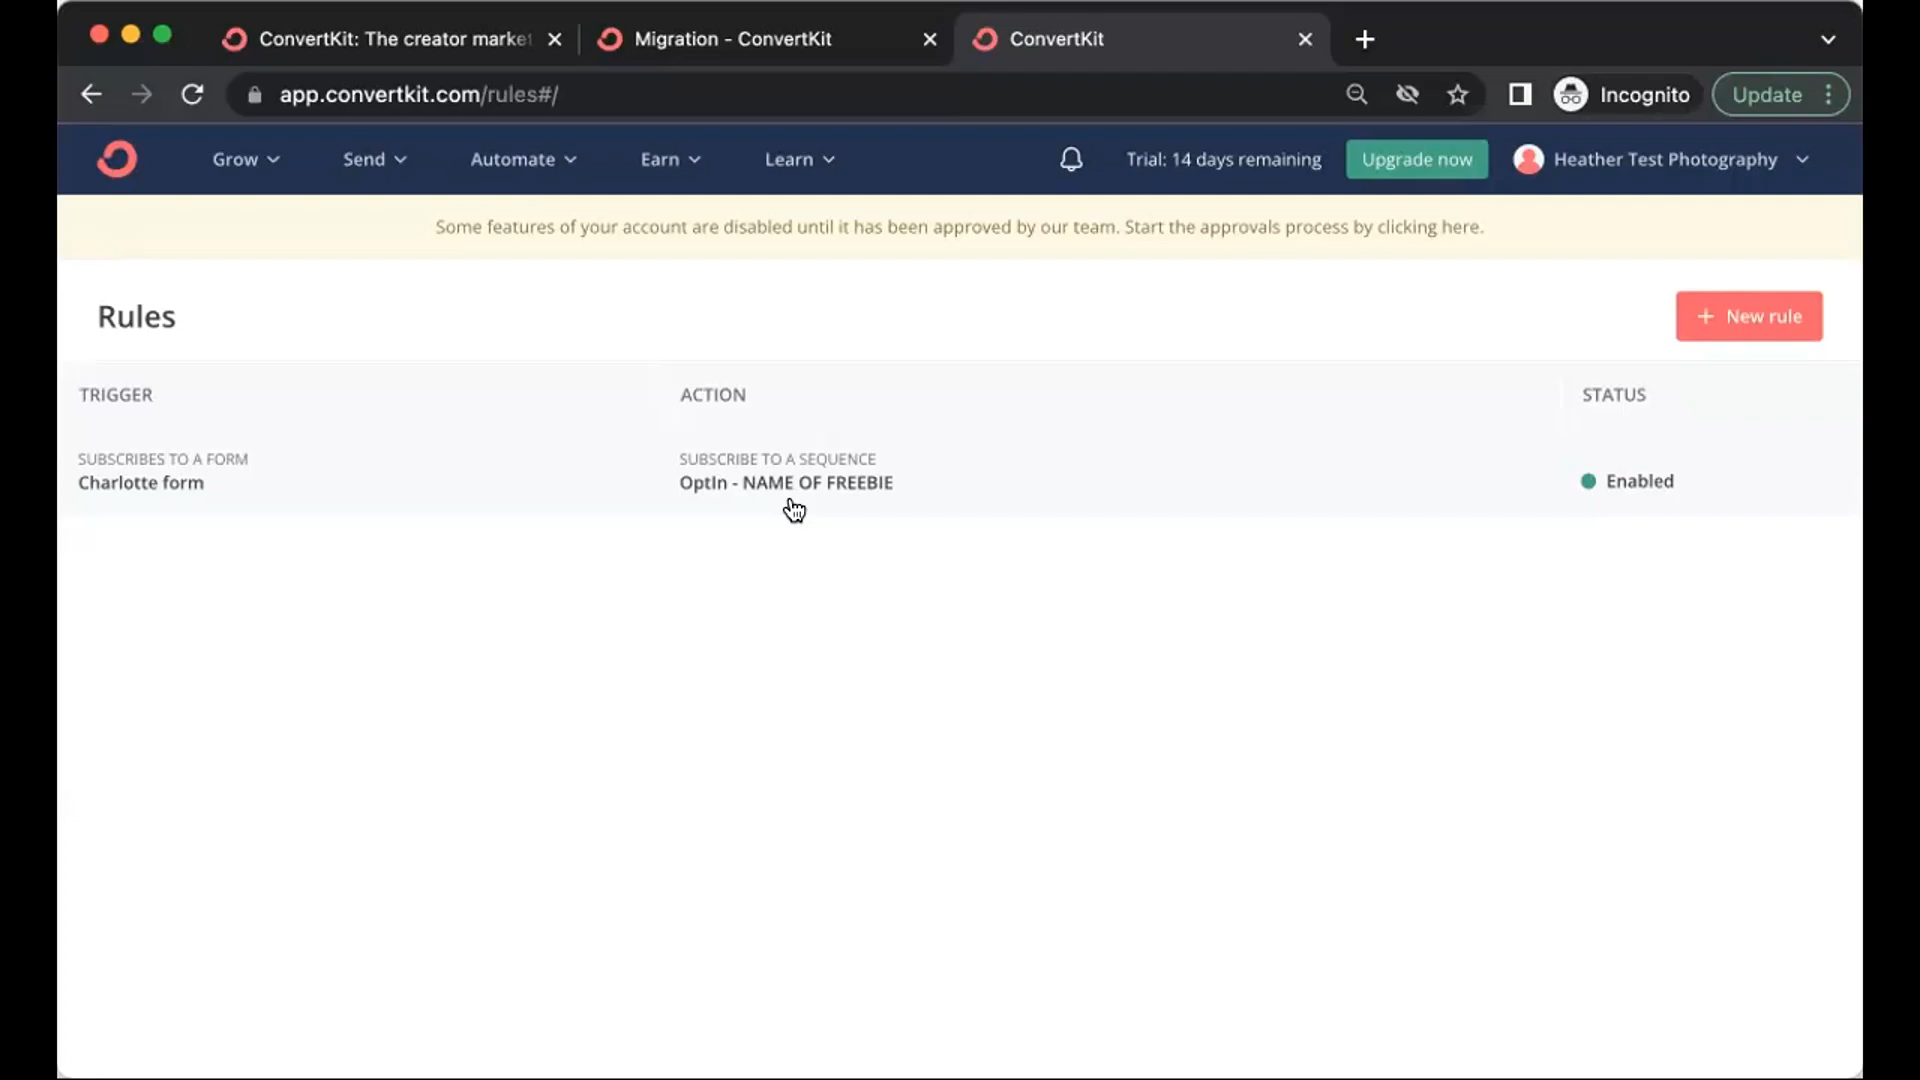 ConvertKit: The creator marke
Migration - ConvertKit
ConvertKit
app.convertkit.com/rules#/
Incognito
Update
Grow
Send
Automate
Earn
Learn
Trial: 14 days remaining
Upgrade now
Heather Test Photography
Some features of your account are disabled until it has been approved by our team. Start the approvals process by clicking here.
Rules
+ New rule
TRIGGER
ACTION
STATUS
SUBSCRIBES TO A FORM
Charlotte form
SUBSCRIBE TO A SEQUENCE
OptIn - NAME OF FREEBIE
Enabled